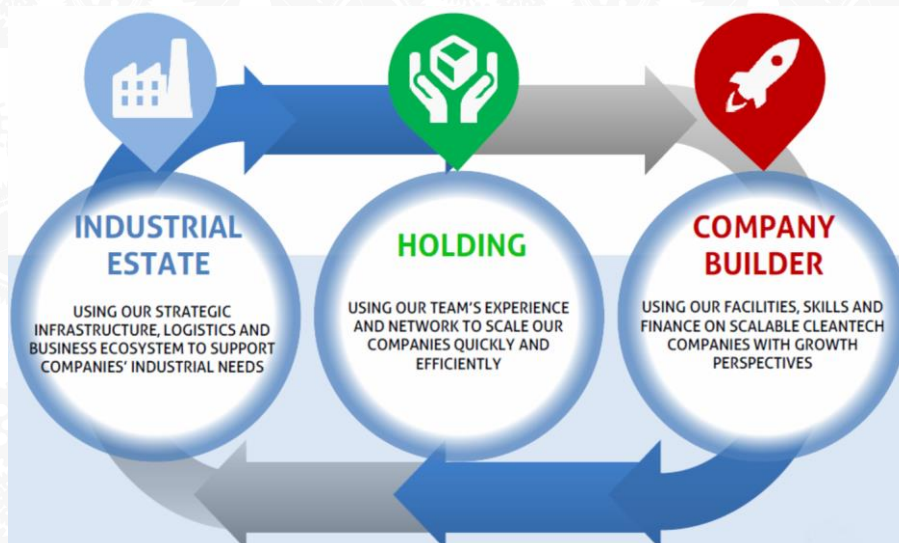 INDUSTRIAL
ESTATE
USING OUR STRATEGIC
INFRASTRUCTURE, LOGISTICS AND
BUSINESS ECOSYSTEM TO SUPPORT
COMPANIES' INDUSTRIAL NEEDS
HOLDING
USING OUR TEAM'S EXPERIENCE
AND NETWORK TO SCALE OUR
COMPANIES QUICKLY AND
EFFICIENTLY
COMPANY
BUILDER
USING OUR FACILITIES, SKILLS AND
FINANCE ON SCALABLE CLEANTECH
COMPANIES WITH GROWTH
PERSPECTIVES